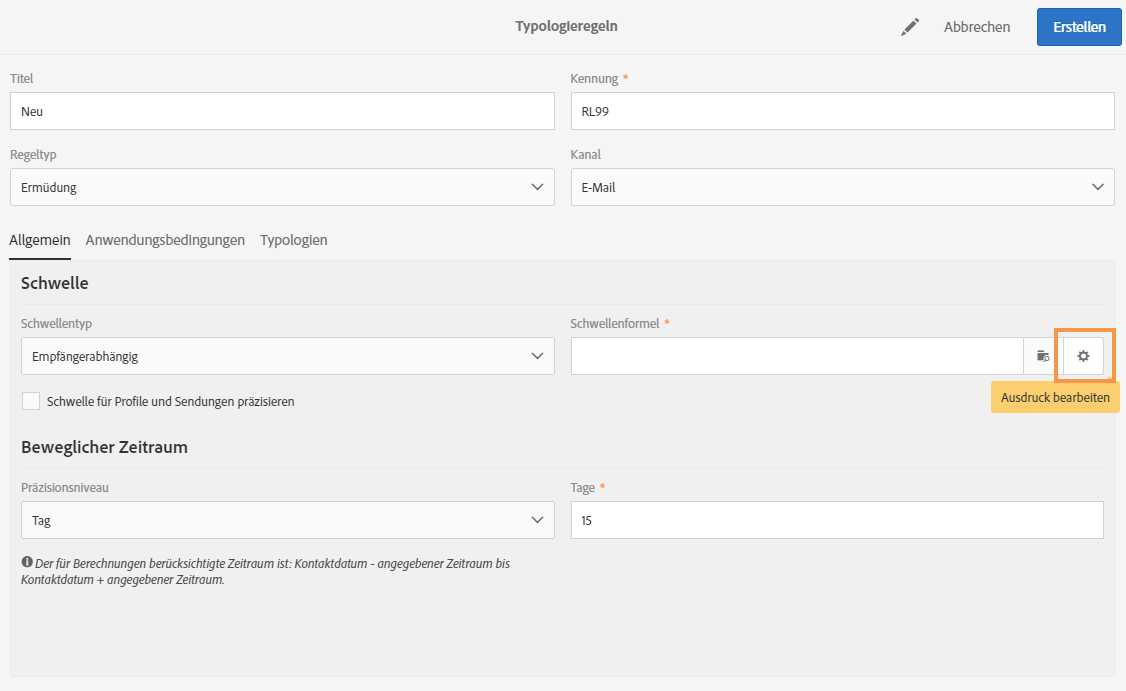 Typologieregeln
Abbrechen
Erstellen
Titel
Kennung *
Neu
RL99
Regeltyp
Kanal
Ermüdung
E-Mail
Allgemein Anwendungsbedingungen Typologien
Schwelle
Schwellentyp
Schwellenformel *
Empfängerabhängig
Schwelle für Profile und Sendungen präzisieren
Ausdruck bearbeiten
Beweglicher Zeitraum
Präzisionsniveau
Tage *
Tag
15
Der für Berechnungen berücksichtigte Zeitraum ist: Kontaktdatum - angegebener Zeitraum bis
Kontaktdatum + angegebener Zeitraum.